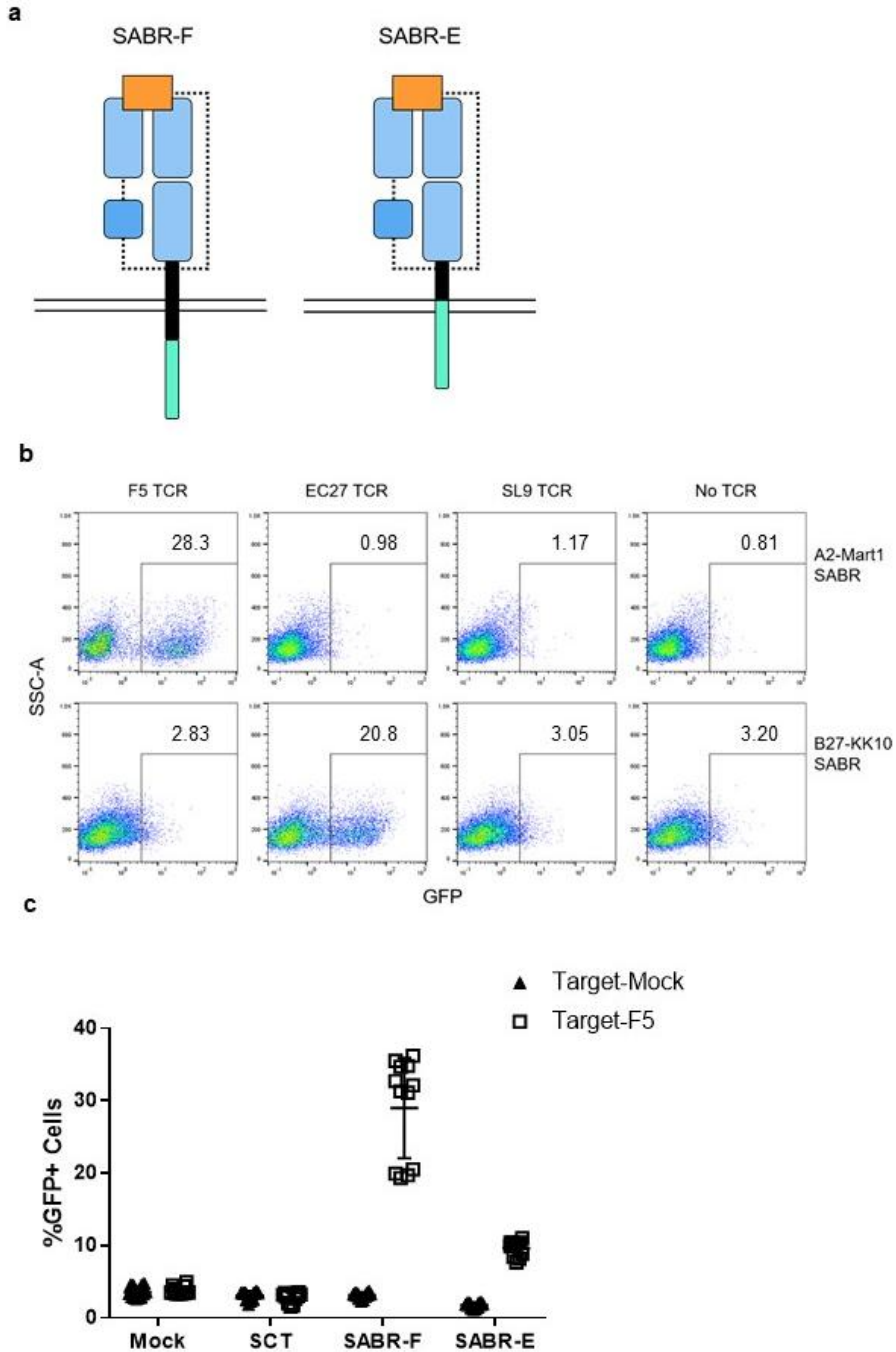 a
SABR-F SABR-E
b
F5 TCR EC27 TCR SL9 TCR No TCR
28.3 0.98 1.17 0.81
A2-Mart1
SABR
SSC-A
2.83 20.8 3.05 3.20
B27-KK10
SABR
GFP
c
Target-Mock
Target-F5
%GFP+ Cells
40
30
20
10
0
Mock SCT SABR-F SABR-E